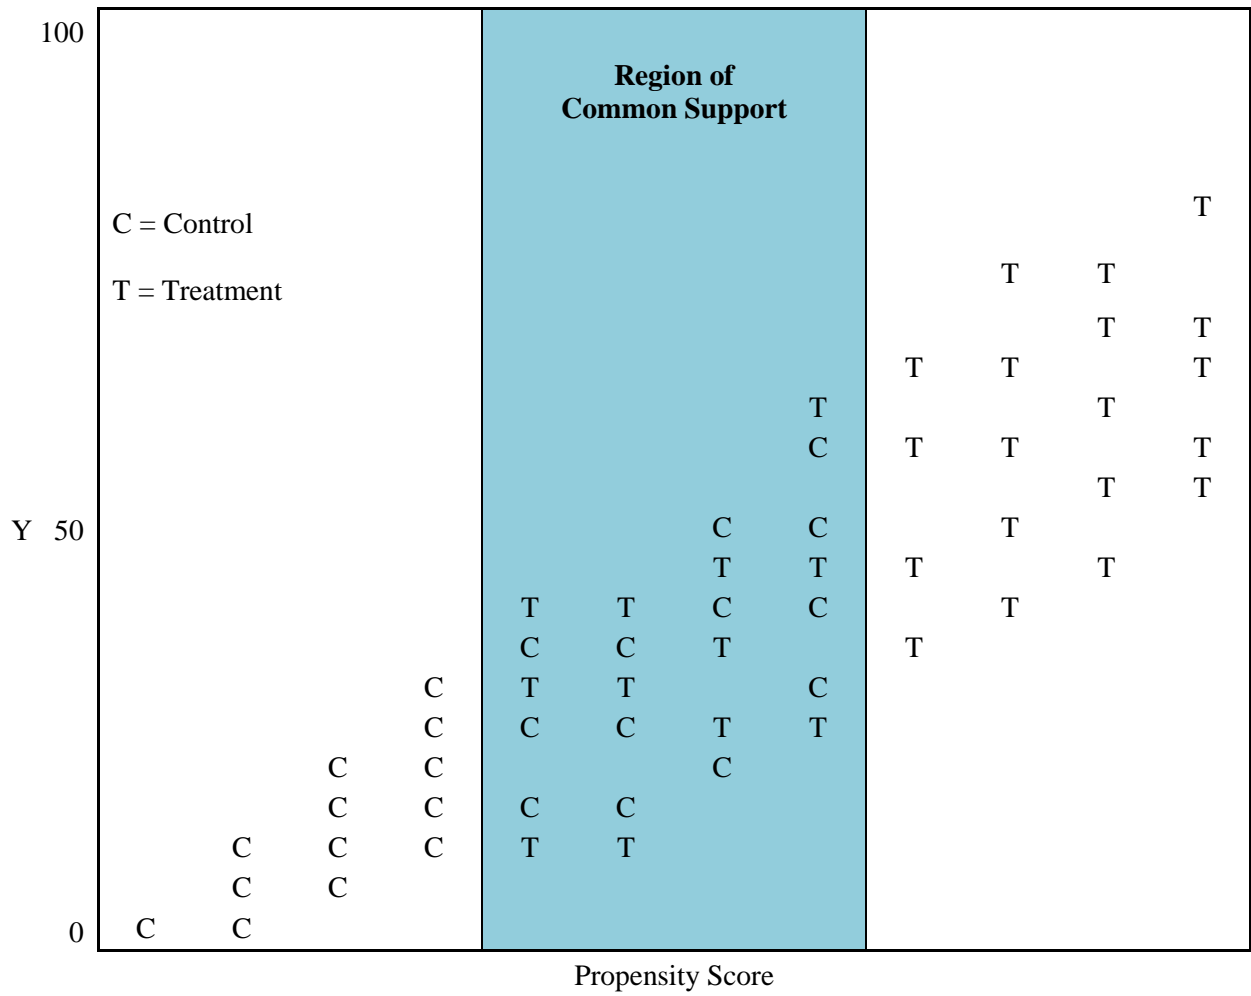 100
Region of
Common Support
T
C = Control
T T
T = Treatment
T T
T T T
T T
C T T T
T T
Y 50 C C T
T T T T
T T C C T
C C T T
C T T C
C C C T T
C C C
C C C C
C C C T T
C C
0 C C
Propensity Score